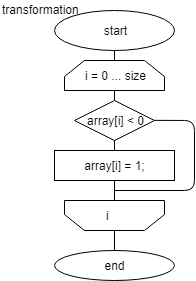 transformation
start
i = 0 ... size
array[i] < 0
array[i] = 1;
i
end